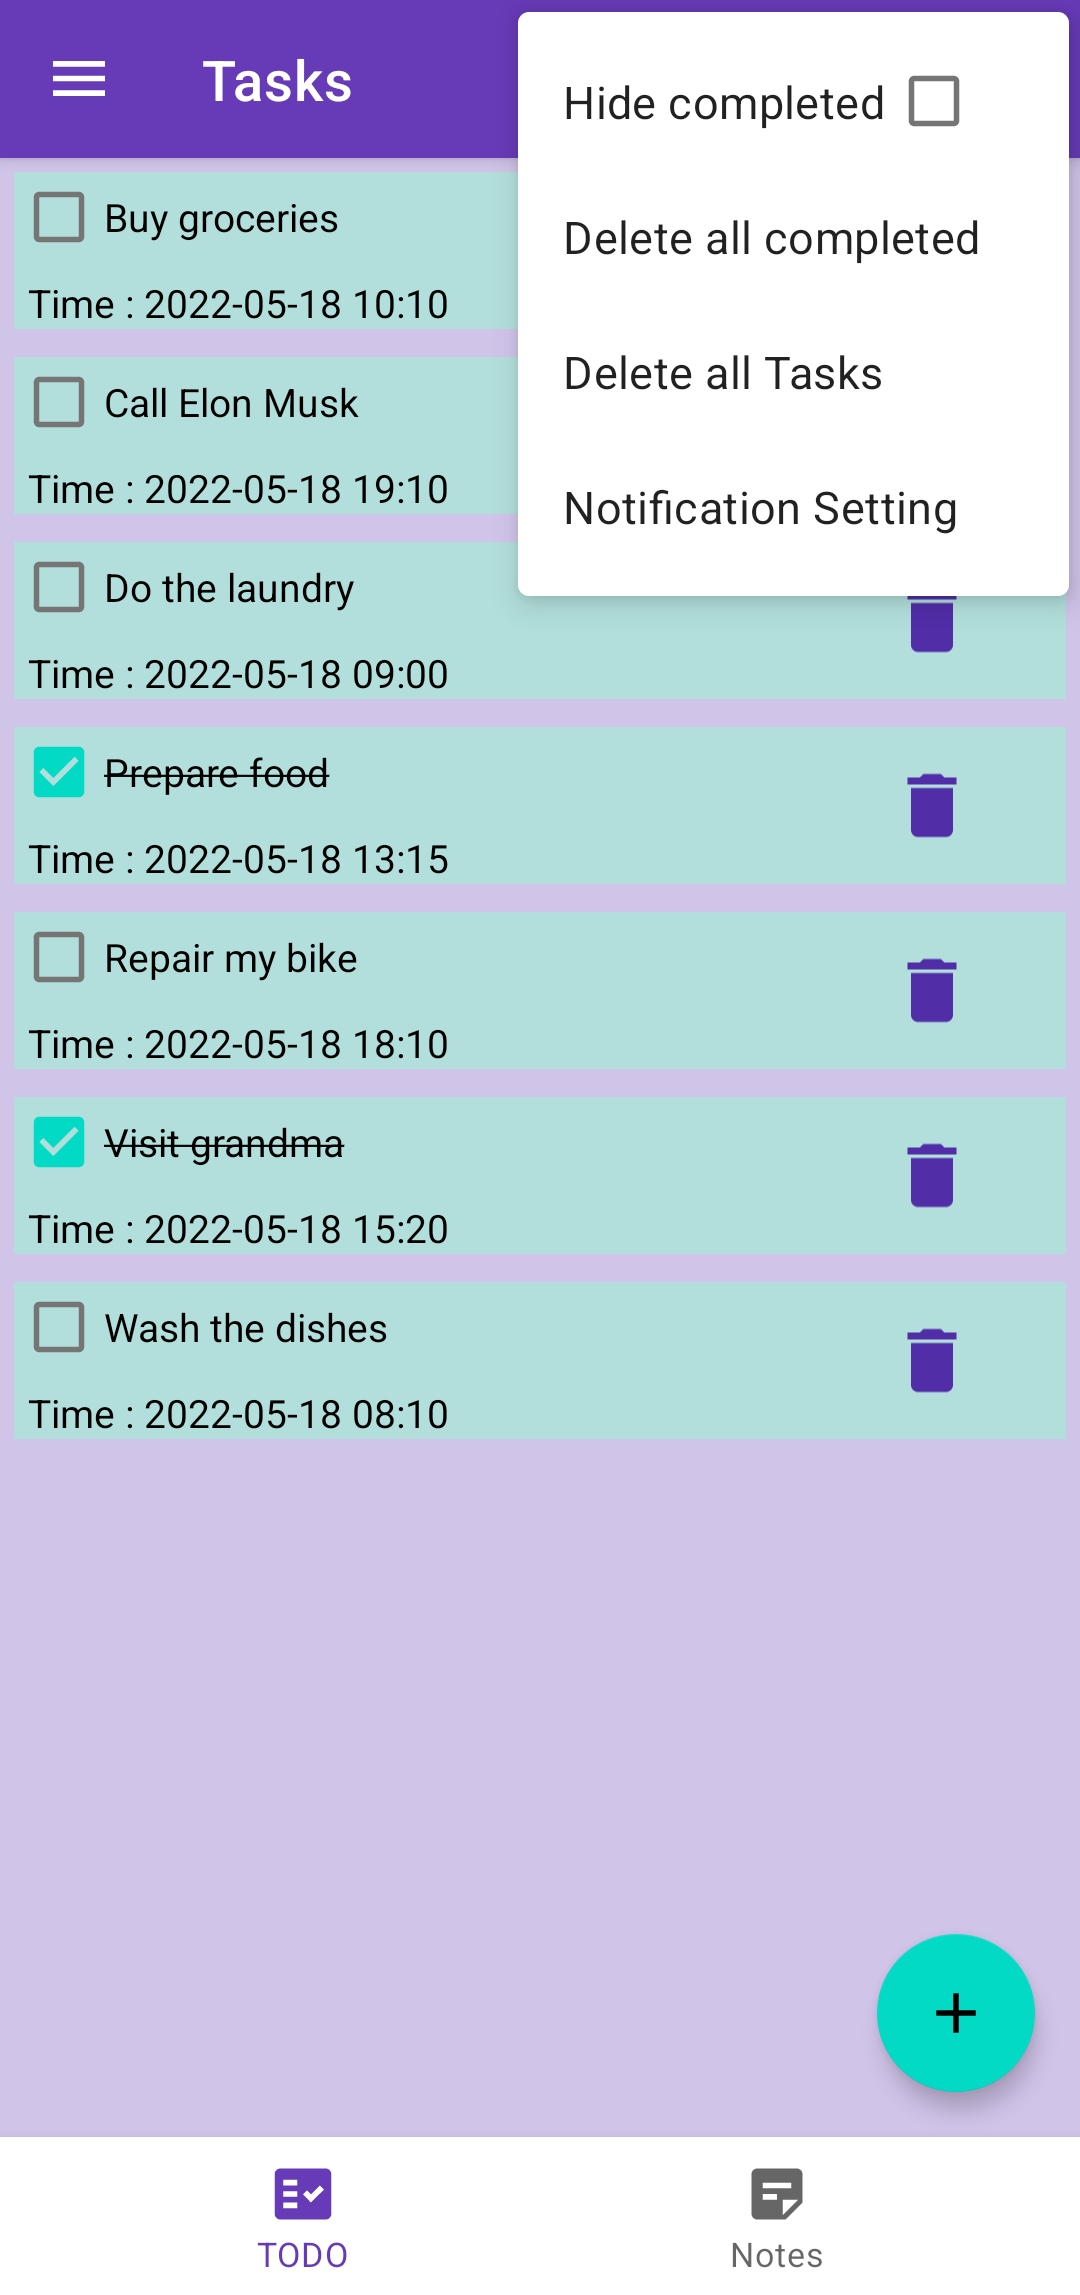 Tasks
Hide completed
Delete all completed
Delete all Tasks
Notification Setting
Buy groceries
Time : 2022-05-18 10:10
Call Elon Musk
Time : 2022-05-18 19:10
Do the laundry
Time : 2022-05-18 09:00
Prepare food
Time : 2022-05-18 13:15
Repair my bike
Time : 2022-05-18 18:10
Visit grandma
Time : 2022-05-18 15:20
Wash the dishes
Time : 2022-05-18 08:10
TODO
Notes